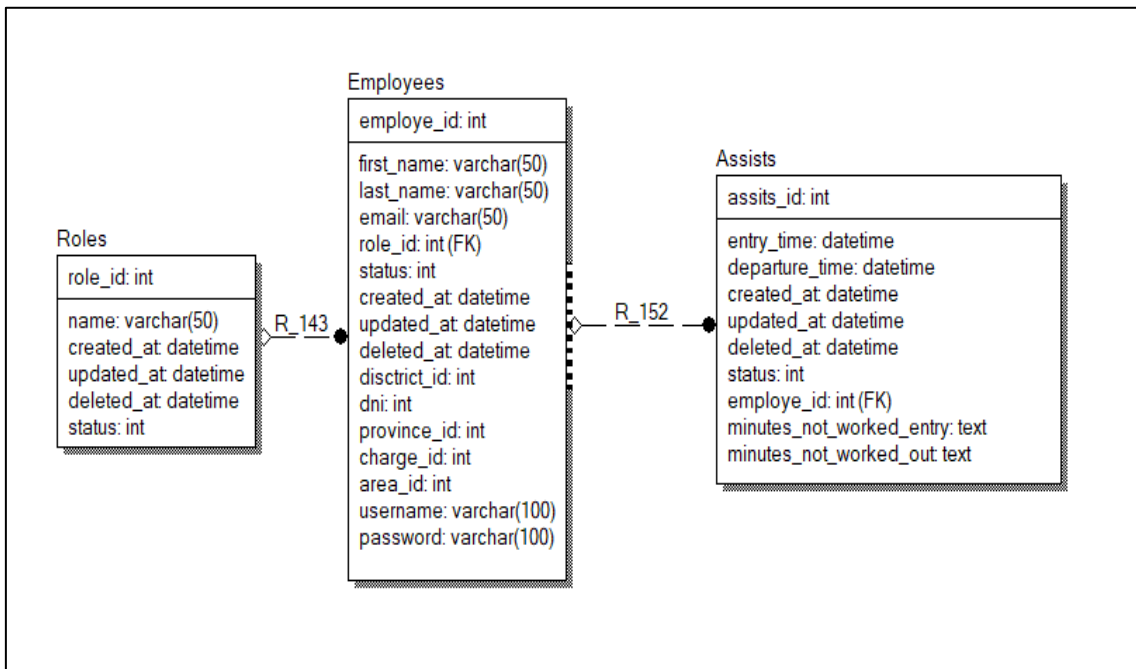 Roles
role_id: int
name: varchar(50)
created_at: datetime
updated_at: datetime
deleted_at: datetime
status: int
R_143
Employees
employe_id: int
first_name: varchar(50)
last_name: varchar(50)
email: varchar(50)
role_id: int (FK)
status: int
created_at: datetime
updated_at: datetime
deleted_at: datetime
disctrict_id: int
dni: int
province_id: int
charge_id: int
area_id: int
username: varchar(100)
password: varchar(100)
R_152
Assists
assits_id: int
entry_time: datetime
departure_time: datetime
created_at: datetime
updated_at: datetime
deleted_at: datetime
status: int
employe_id: int (FK)
minutes_not_worked_entry: text
minutes_not_worked_out: text